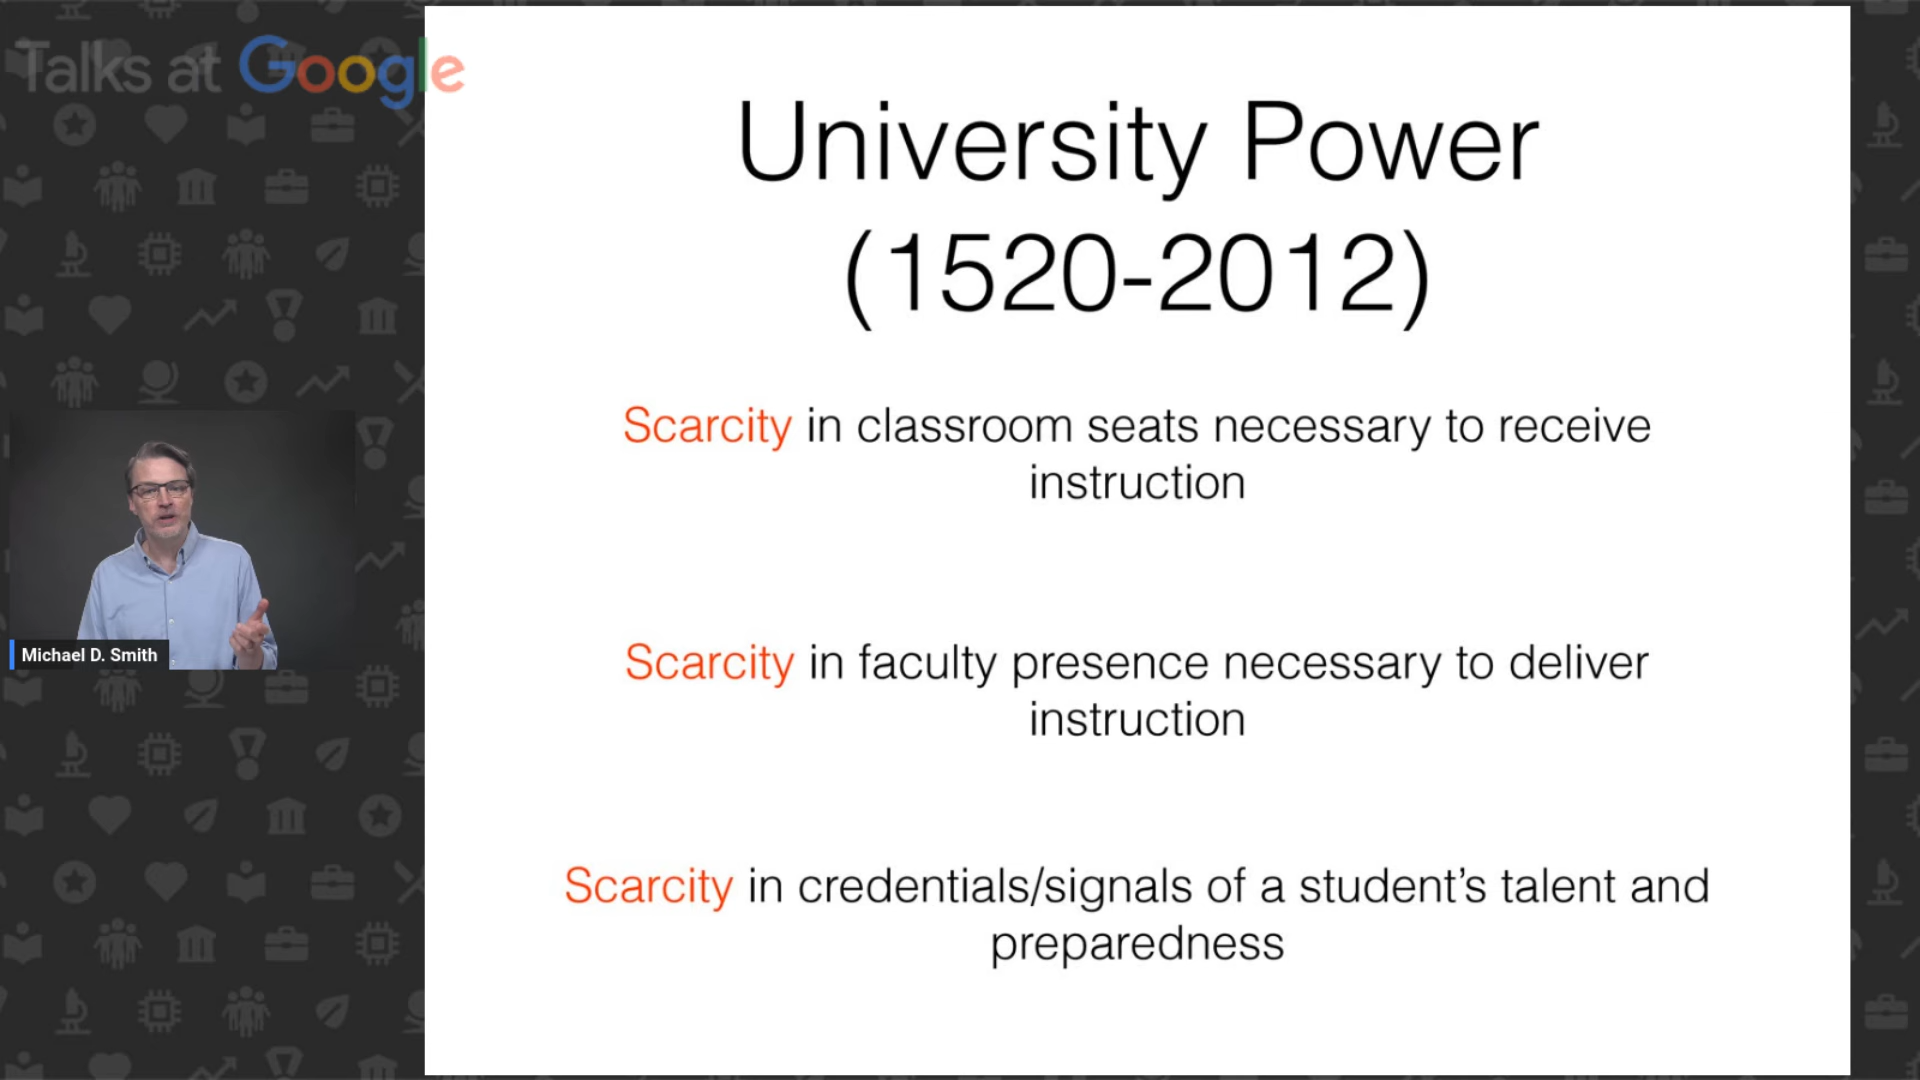 Talks at Google
University Power
(1520-2012)
Scarcity in classroom seats necessary to receive
instruction
Scarcity in faculty presence necessary to deliver
instruction
Scarcity in credentials/signals of a student’s talent and
preparedness
Michael D. Smith